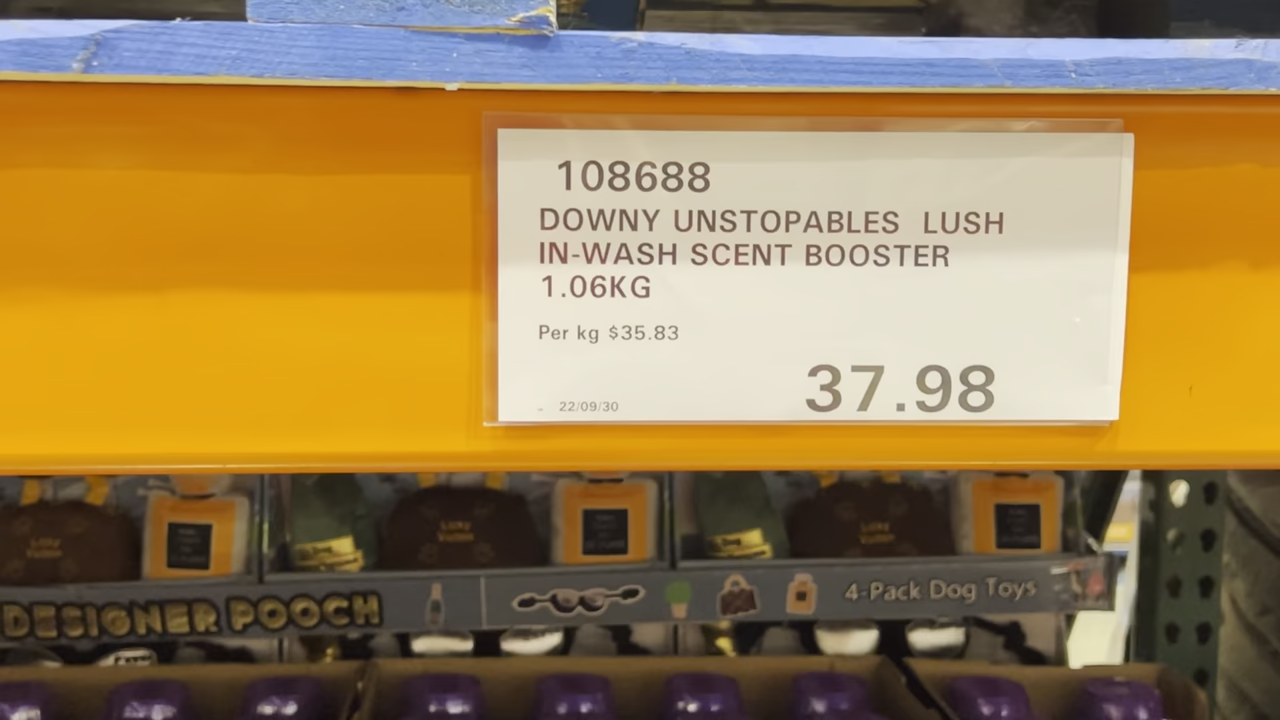 108688
DOWNY UNSTOPABLES LUSH
IN-WASH SCENT BOOSTER
1.06KG
Per kg $35.83
37.98
22/09/30
DESIGNER POOCH
4-Pack Dog Toys